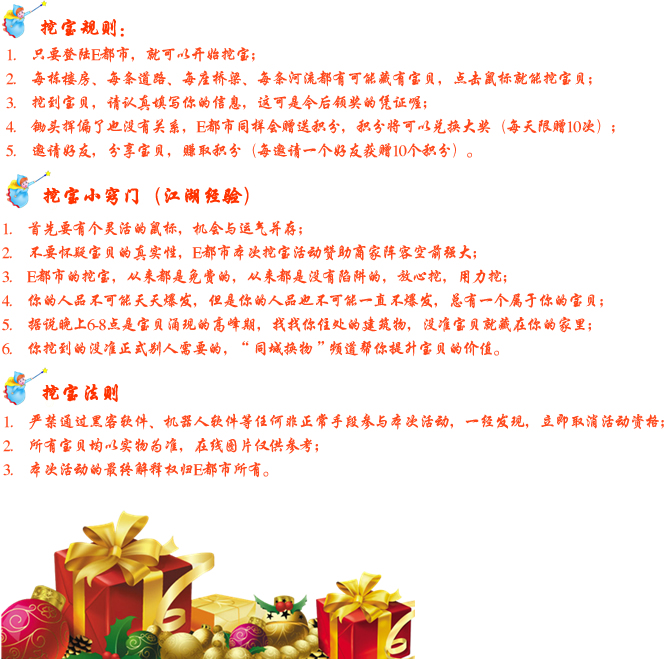 挖宝规则:
1. 只要登陆E都市，就可以开始挖宝；
2. 每栋楼房、每条道路、每座桥梁、每条河流都有可能藏有宝贝，点击鼠标就能挖宝贝；
3. 挖到宝贝，请认真填写你的信息，这可是令后领奖的凭证喔；
4. 锄头挥偏了也没有关系，E都市同样会赠送积分，积分将可以兑换大奖（每天限赠10次）；
5. 邀请好友，分享宝贝，赚取积分（每邀请一个好友获赠10个积分）。
挖宝小窍门（江湖经验）
1. 首先要有个灵活的鼠标，机会与运气并存；
2. 不要怀疑宝贝的真实性，E都市本次挖宝活动赞助商家阵容空前强大；
3. E都市的挖宝，从来都是免费的，从来都是没有陷阱的，放心挖，用力挖；
4. 你的人品不可能天天爆发，但是你的人品也不可能一直不爆发，总有一个属于你的宝贝；
5. 据说晚上6-8点是宝贝涌现的高峰期，找找你住处的建筑物，没准宝贝就藏在你的家里；
6. 你挖到的没准正式别人需要的，“同城换物”频道帮你提升宝贝的价值。
挖宝法则
1. 严禁通过黑客软件、机器人软件等任何非正常手段参与本次活动，一经发现，立即取消活动资格；
2. 所有宝贝均以实物为准，在线图片仅供参考；
3. 本次活动的最终解释权归E都市所有。